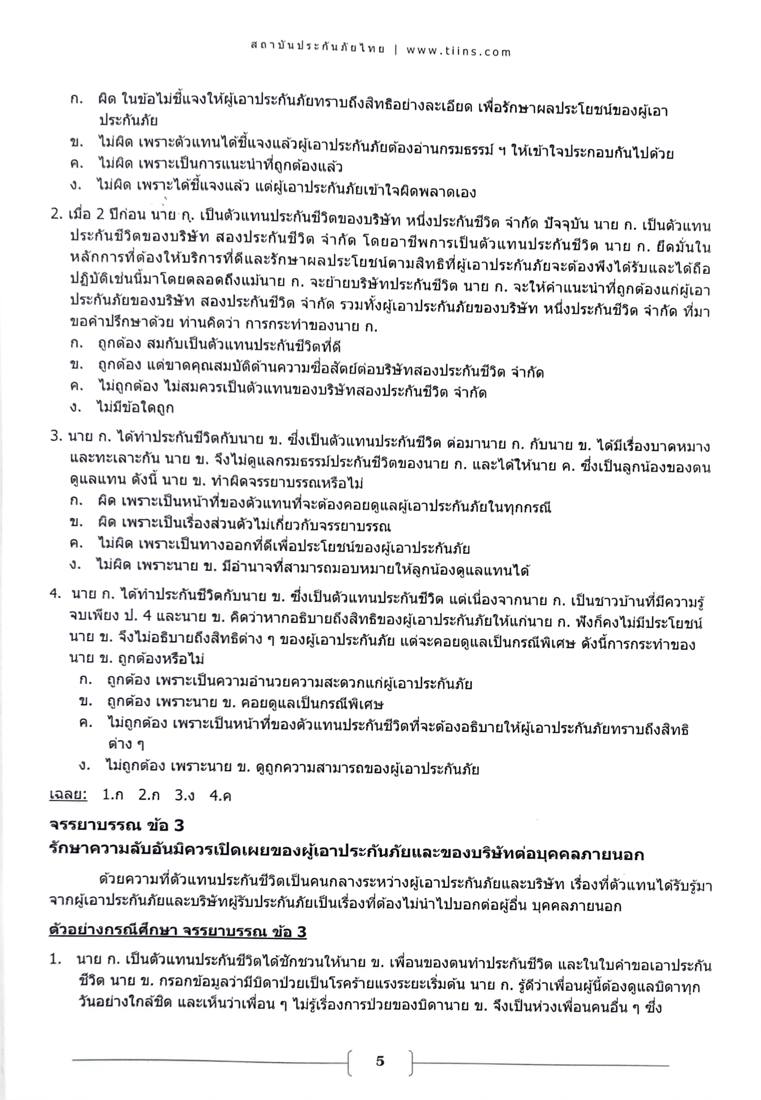 สถาบันประกันภัยไทย | www.tiins.com
ก. ผิด ในข้อไม่ชี้แจงให้ผู้เอาประกันภัยทราบถึงสิทธิอย่างละเอียด เพื่อรักษาผลประโยชน์ของผู้เอา
ประกันภัย
ข. ไม่ผิด เพราะตัวแทนได้ชี้แจงแล้วผู้เอาประกันภัยต้องอ่านกรมธรรม์ ฯ ให้เข้าใจประกอบกันไปด้วย
ค. ไม่ผิด เพราะเป็นการแนะนำที่ถูกต้องแล้ว
ง. ไม่ผิด เพราะได้ชี้แจงแล้ว แต่ผู้เอาประกันภัยเข้าใจผิดพลาดเอง
2. เมื่อ 2 ปีก่อน นาย ก. เป็นตัวแทนประกันชีวิตของบริษัท หนึ่งประกันชีวิต จำกัด ปัจจุบัน นาย ก. เป็นตัวแทน
ประกันชีวิตของบริษัท สองประกันชีวิต จำกัด โดยอาชีพการเป็นตัวแทนประกันชีวิต นาย ก. ยึดมั่นใน
หลักการที่ต้องให้บริการที่ดีและรักษาผลประโยชน์ตามสิทธิที่ผู้เอาประกันภัยจะต้องพึงได้รับและได้ถือ
ปฏิบัติเช่นนี้มาโดยตลอดถึงแม้นาย ก. จะย้ายบริษัทประกันชีวิต นาย ก. จะให้คำแนะนำที่ถูกต้องแก่ผู้เอา
ประกันภัยของบริษัท สองประกันชีวิต จำกัด รวมทั้งผู้เอาประกันภัยของบริษัท หนึ่งประกันชีวิต จำกัด ที่มา
ขอคำปรึกษาด้วย ท่านคิดว่า การกระทำของนาย ก.
ก. ถูกต้อง สมกับเป็นตัวแทนประกันชีวิตที่ดี
ข. ถูกต้อง แต่ขาดคุณสมบัติด้านความซื่อสัตย์ต่อบริษัทสองประกันชีวิต จำกัด
ค. ไม่ถูกต้อง ไม่สมควรเป็นตัวแทนของบริษัทสองประกันชีวิต จำกัด
ง. ไม่มีข้อใดถูก
3. นาย ก. ได้ทำประกันชีวิตกับนาย ข. ซึ่งเป็นตัวแทนประกันชีวิต ต่อมานาย ก. กับนาย ข. ได้มีเรื่องบาดหมาง
และทะเลาะกัน นาย ข. จึงไม่ดูแลกรมธรรม์ประกันชีวิตของนาย ก. และได้ให้นาย ค. ซึ่งเป็นลูกน้องของตน
ดูแลแทน ดังนี้ นาย ข. ทำผิดจรรยาบรรณหรือไม่
ก. ผิด เพราะเป็นหน้าที่ของตัวแทนที่จะต้องคอยดูแลผู้เอาประกันภัยในทุกกรณี
ข. ผิด เพราะเป็นเรื่องส่วนตัวไม่เกี่ยวกับจรรยาบรรณ
ค. ไม่ผิด เพราะเป็นทางออกที่ดีเพื่อประโยชน์ของผู้เอาประกันภัย
ง. ไม่ผิด เพราะนาย ข. มีอำนาจที่สามารถมอบหมายให้ลูกน้องดูแลแทนได้
4. นาย ก. ได้ทำประกันชีวิตกับนาย ข. ซึ่งเป็นตัวแทนประกันชีวิต แต่เนื่องจากนาย ก. เป็นชาวบ้านที่มีความรู้
จบเพียง ป. 4 และนาย ข. คิดว่าหากอธิบายถึงสิทธิของผู้เอาประกันภัยให้แก่นาย ก. ฟังก็คงไม่มีประโยชน์
นาย ข. จึงไม่อธิบายถึงสิทธิต่าง ๆ ของผู้เอาประกันภัย แต่จะคอยดูแลเป็นกรณีพิเศษ ดังนี้การกระทำของ
นาย ข. ถูกต้องหรือไม่
ก. ถูกต้อง เพราะเป็นความอำนวยความสะดวกแก่ผู้เอาประกันภัย
ข. ถูกต้อง เพราะนาย ข. คอยดูแลเป็นกรณีพิเศษ
ค. ไม่ถูกต้อง เพราะเป็นหน้าที่ของตัวแทนประกันชีวิตที่จะต้องอธิบายให้ผู้เอาประกันภัยทราบถึงสิทธิ
ต่าง ๆ
ง. ไม่ถูกต้อง เพราะนาย ข. ดูถูกความสามารถของผู้เอาประกันภัย
เฉลย: 1.ก 2.ก 3.ง 4.ค
จรรยาบรรณ ข้อ 3
รักษาความลับอันมิควรเปิดเผยของผู้เอาประกันภัยและของบริษัทต่อบุคคลภายนอก
ด้วยความที่ตัวแทนประกันชีวิตเป็นคนกลางระหว่างผู้เอาประกันภัยและบริษัท เรื่องที่ตัวแทนได้รับรู้มา
จากผู้เอาประกันภัยและบริษัทผู้รับประกันภัยเป็นเรื่องที่ต้องไม่นำไปบอกต่อผู้อื่น บุคคลภายนอก
ตัวอย่างกรณีศึกษา จรรยาบรรณ ข้อ 3
1. นาย ก. เป็นตัวแทนประกันชีวิตได้ชักชวนให้นาย ข. เพื่อนของตนทำประกันชีวิต และในใบคำขอเอาประกัน
ชีวิต นาย ข. กรอกข้อมูลว่ามีบิดาป่วยเป็นโรคร้ายแรงระยะเริ่มต้น นาย ก. รู้ดีว่าเพื่อนผู้นี้ต้องดูแลบิดาทุก
วันอย่างใกล้ชิด และเห็นว่าเพื่อน ๆ ไม่รู้เรื่องการป่วยของบิดานาย ข. จึงเป็นห่วงเพื่อนคนอื่น ๆ ซึ่ง
5